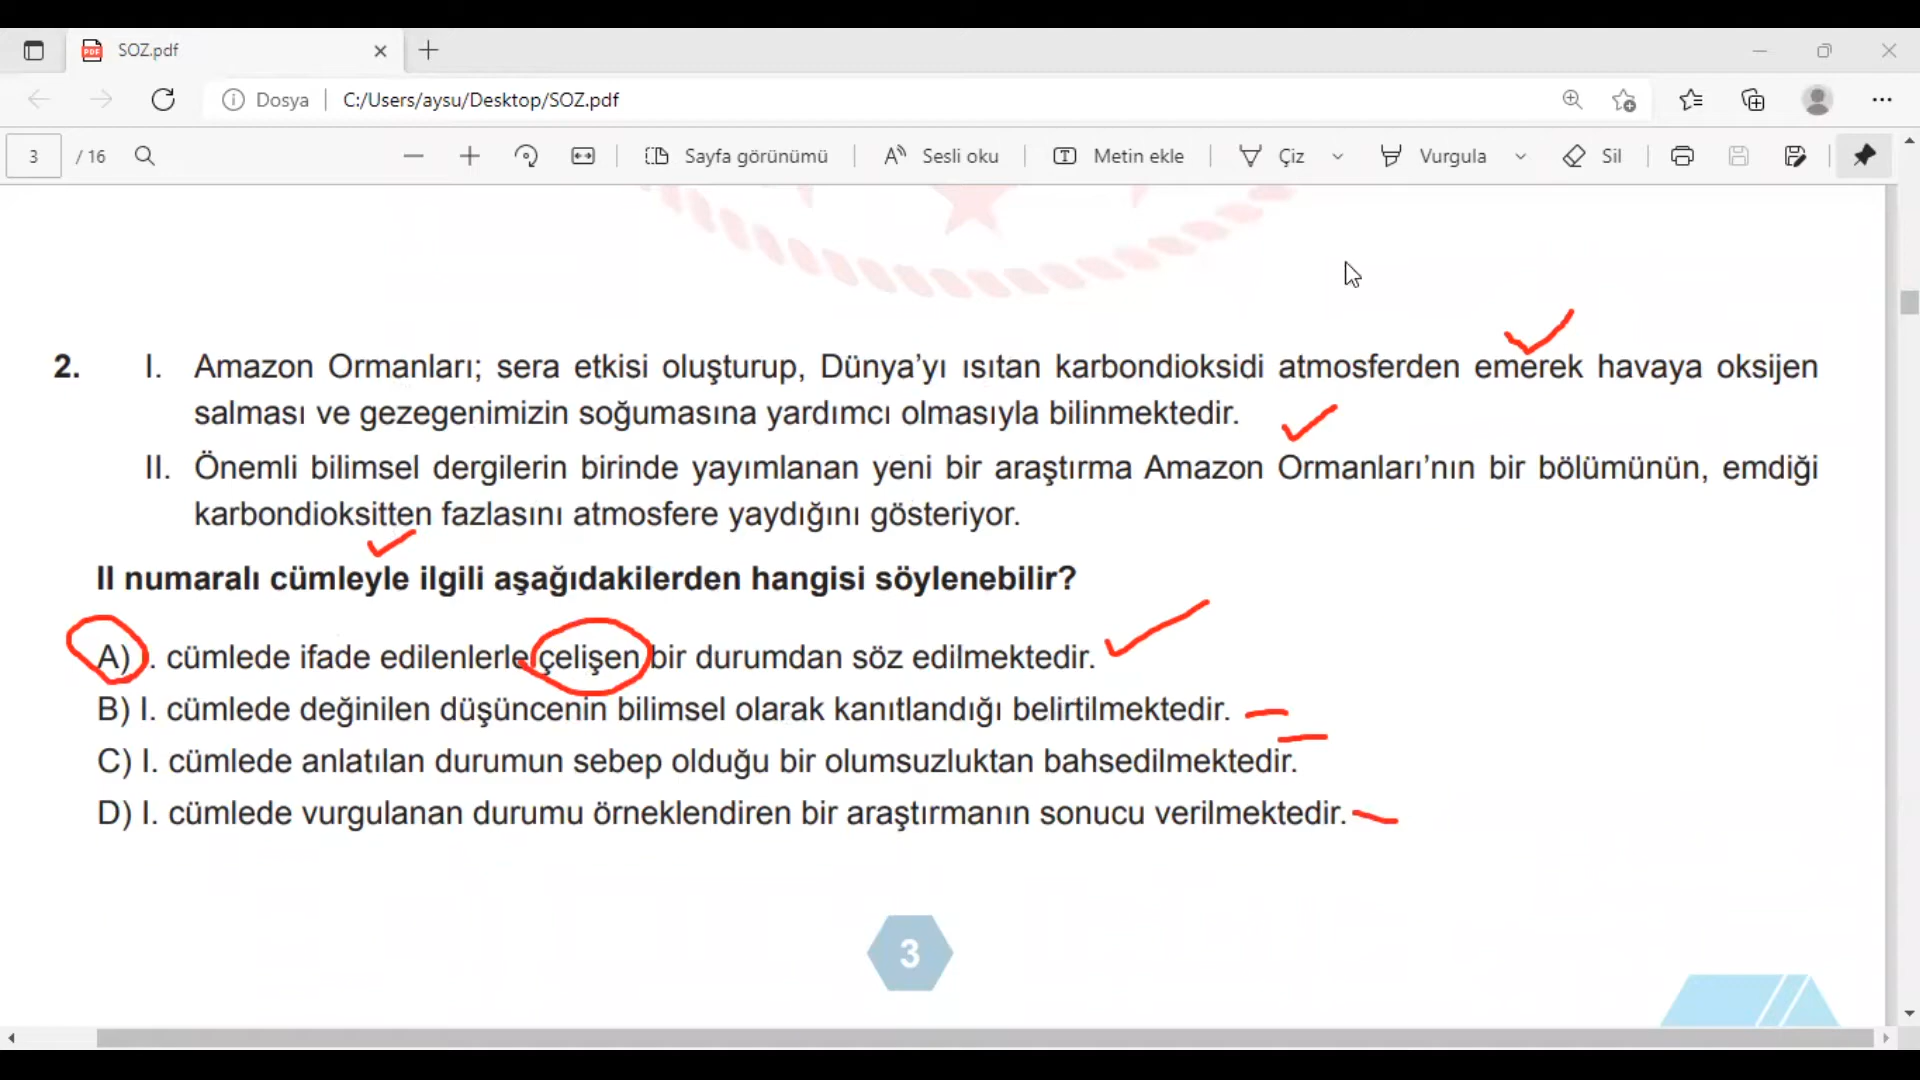 SOZ.pdf
Dosya
C:/Users/aysu/Desktop/SOZ.pdf
3 / 16 Sayfa görünümü Sesli oku Metin ekle Çiz Vurgula Sil
2. I. Amazon Ormanları; sera etkisi oluşturup, Dünya’yı ısıtan karbondioksidi atmosferden emerek havaya oksijen
salması ve gezegenimizin soğumasına yardımcı olmasıyla bilinmektedir.
II. Önemli bilimsel dergilerin birinde yayımlanan yeni bir araştırma Amazon Ormanları’nın bir bölümünün, emdiği
karbondioksitten fazlasını atmosfere yaydığını gösteriyor.
II numaralı cümleyle ilgili aşağıdakilerden hangisi söylenebilir?
A) I. cümlede ifade edilenlerle çelişen bir durumdan söz edilmektedir.
B) I. cümlede değinilen düşüncenin bilimsel olarak kanıtlandığı belirtilmektedir.
C) I. cümlede anlatılan durumun sebep olduğu bir olumsuzluktan bahsedilmektedir.
D) I. cümlede vurgulanan durumu örneklendiren bir araştırmanın sonucu verilmektedir.
3